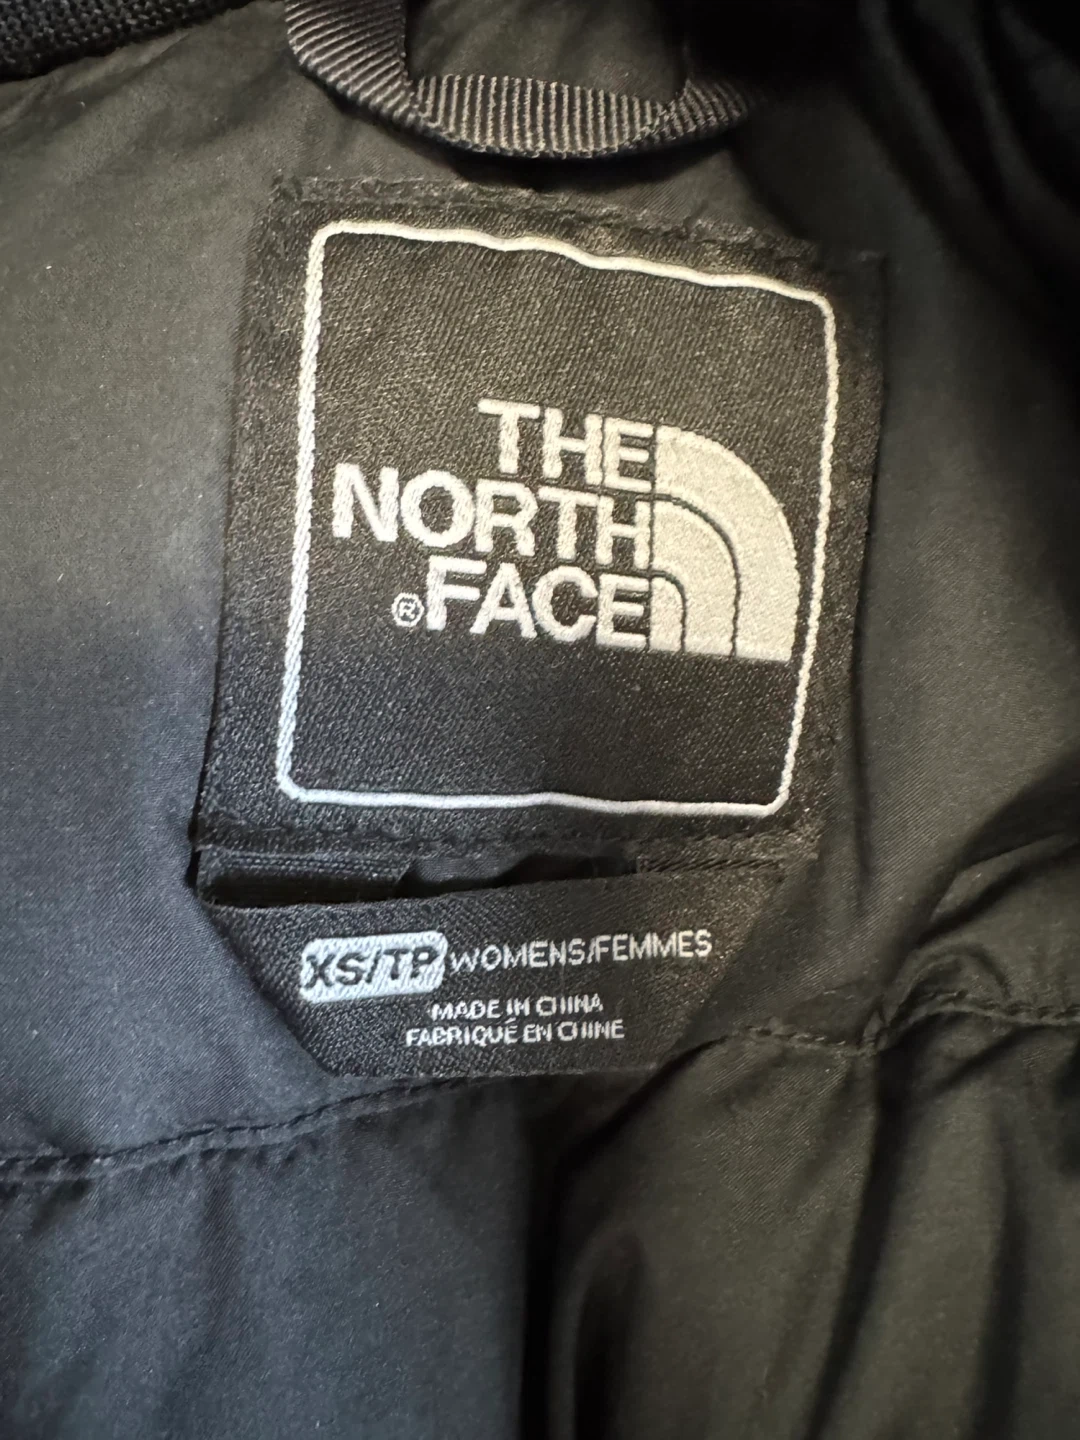 THE
NORTH
®FACE
XS/TP WOMENS/FEMMES
MADE IN CHINA
FABRIQUÉ EN CHINE